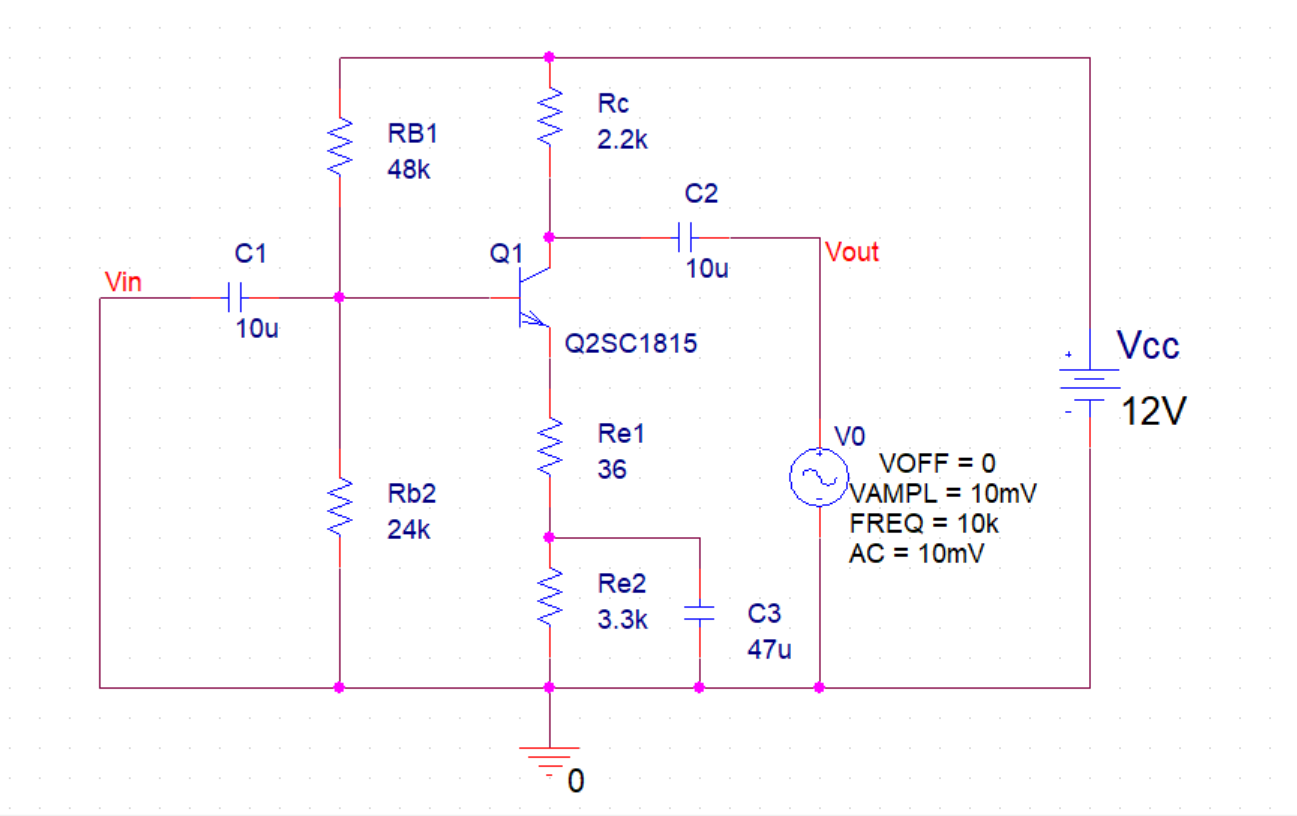 RB1
48k
Rc
2.2k
C2
10u
C1
10u
Vin
Q1
Q2SC1815
Vout
+
Vcc
-
12V
Re1
36
V0
+
-
VOFF = 0
VAMPL = 10mV
FREQ = 10k
AC = 10mV
Rb2
24k
Re2
3.3k
C3
47u
0